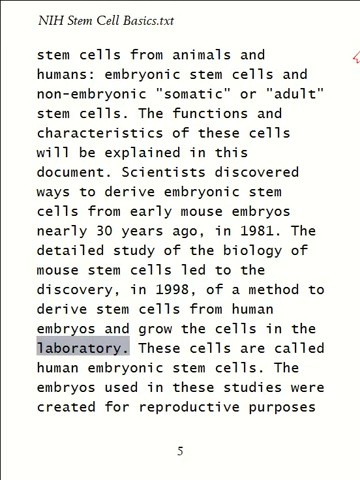 NIH Stem Cell Basics.txt
stem cells from animals and
humans: embryonic stem cells and
non-embryonic "somatic" or "adult"
stem cells. The functions and
characteristics of these cells
will be explained in this
document. Scientists discovered
ways to derive embryonic stem
cells from early mouse embryos
nearly 30 years ago, in 1981. The
detailed study of the biology of
mouse stem cells led to the
discovery, in 1998, of a method to
derive stem cells from human
embryos and grow the cells in the
laboratory. These cells are called
human embryonic stem cells. The
embryos used in these studies were
created for reproductive purposes
5